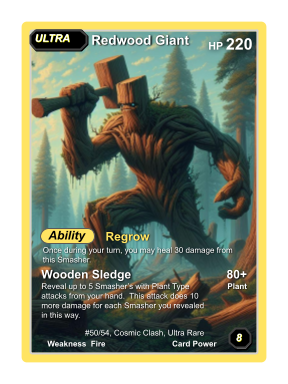 ULTRA Redwood Giant HP 220
Ability Regrow
Once during your turn, you may heal 30 damage from
this Smasher.
Wooden Sledge 80+
Reveal up to 5 Smasher's with Plant Type Plant
attacks from your hand. This attack does 10
more damage for each Smasher you revealed
in this way.
#50/54, Cosmic Clash, Ultra Rare
Weakness Fire Card Power 8